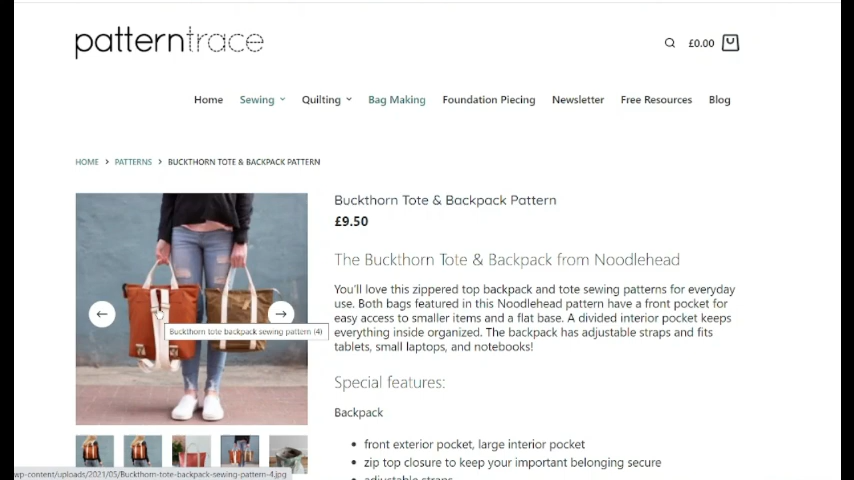 patterntrace
£0.00
Home Sewing Quilting Bag Making Foundation Piecing Newsletter Free Resources Blog
HOME > PATTERNS > BUCKTHORN TOTE & BACKPACK PATTERN
Buckthorn Tote & Backpack Pattern
£9.50
The Buckthorn Tote & Backpack from Noodlehead
You'll love this zippered top backpack and tote sewing patterns for everyday
use. Both bags featured in this Noodlehead pattern have a front pocket for
easy access to smaller items and a flat base. A divided interior pocket keeps
everything inside organized. The backpack has adjustable straps and fits
tablets, small laptops, and notebooks!
Buckthorn tote backpack sewing pattern (4)
Special features:
Backpack
• front exterior pocket, large interior pocket
• zip top closure to keep your important belonging secure
• adjustable straps
wp-content/uploads/2021/05/Buckthorn-tote-backpack-sewing-pattern-4.jpg